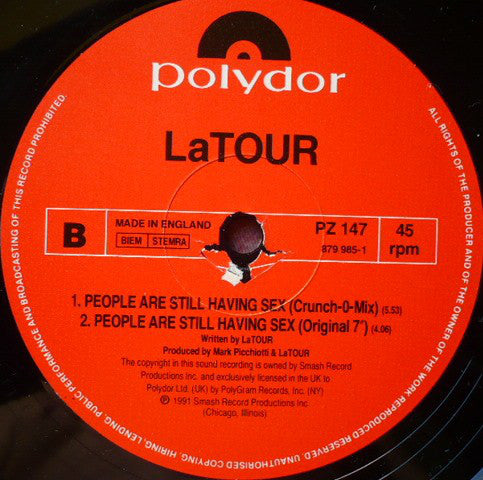 polydor
LaTOUR
B
MADE IN ENGLAND
BIEM STEMRA
PZ 147
879 985-1
45
rpm
1. PEOPLE ARE STILL HAVING SEX (Crunch-0-Mix) (5.53)
2. PEOPLE ARE STILL HAVING SEX (Original 7") (4.06)
Written by LaTOUR
Produced by Mark Picchiotti & LaTOUR
The copyright in this sound recording is owned by Smash Record
Productions Inc. and exclusively licensed in the UK to
Polydor Ltd. (UK) by PolyGram Records, Inc. (NY)
℗ 1991 Smash Record Productions Inc
(Chicago, Illinois)
ALL RIGHTS OF THE PRODUCER AND OF THE OWNER OF THE WORK REPRODUCED RESERVED. UNAUTHORISED COPYING, HIRING, LENDING, PUBLIC PERFORMANCE AND BROADCASTING OF THIS RECORD PROHIBITED.